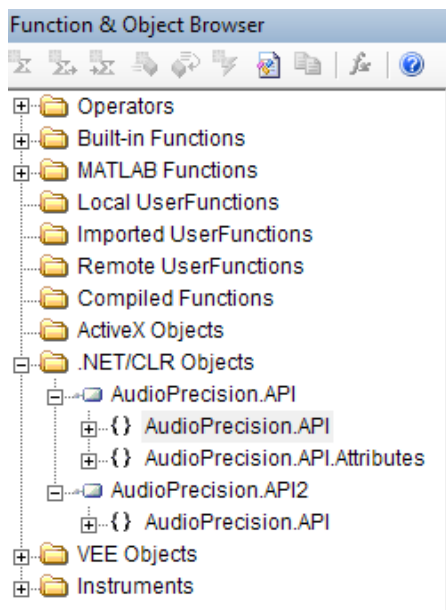 Function & Object Browser
Operators
Built-in Functions
MATLAB Functions
Local UserFunctions
Imported UserFunctions
Remote UserFunctions
Compiled Functions
ActiveX Objects
.NET/CLR Objects
AudioPrecision.API
{} AudioPrecision.API
{} AudioPrecision.API.Attributes
AudioPrecision.API2
{} AudioPrecision.API
VEE Objects
Instruments